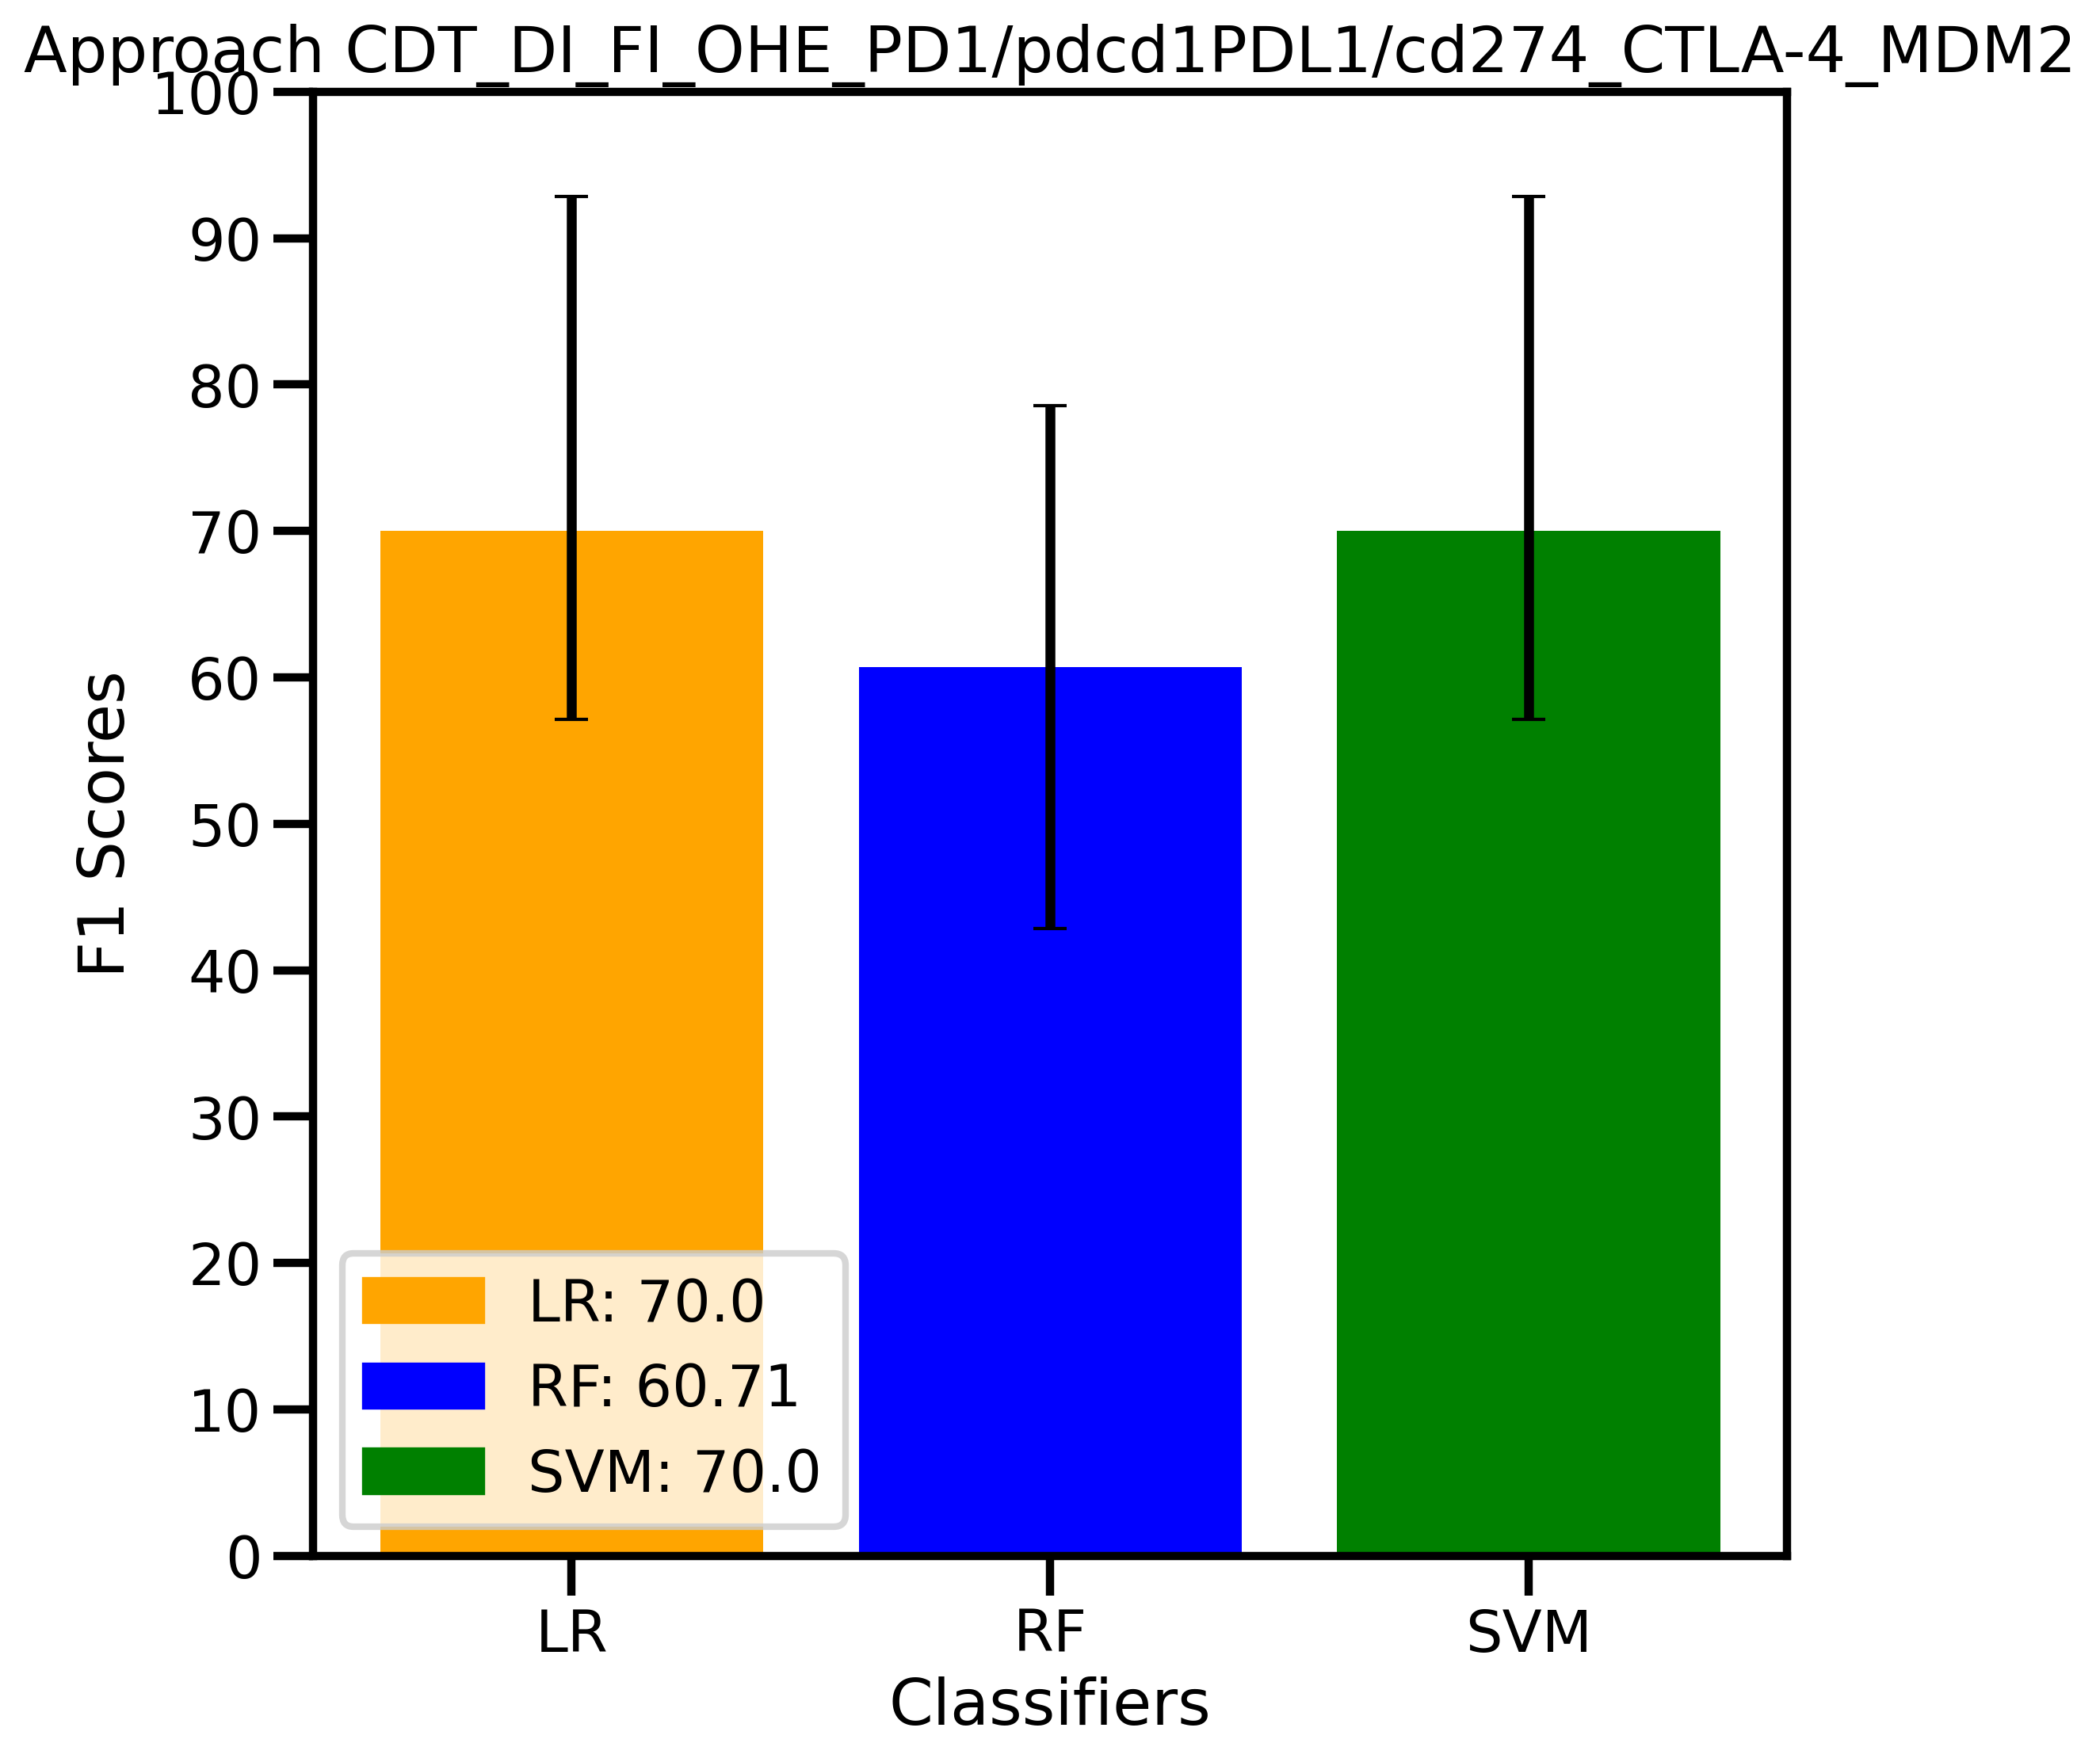 Approach CDT_DI_FI_OHE_PD1/pdcd1PDL1/cd274_CTLA-4_MDM2
100
90
80
70
60
50
40
30
20
10
0
F1 Scores
LR: 70.0
RF: 60.71
SVM: 70.0
LR RF SVM
Classifiers